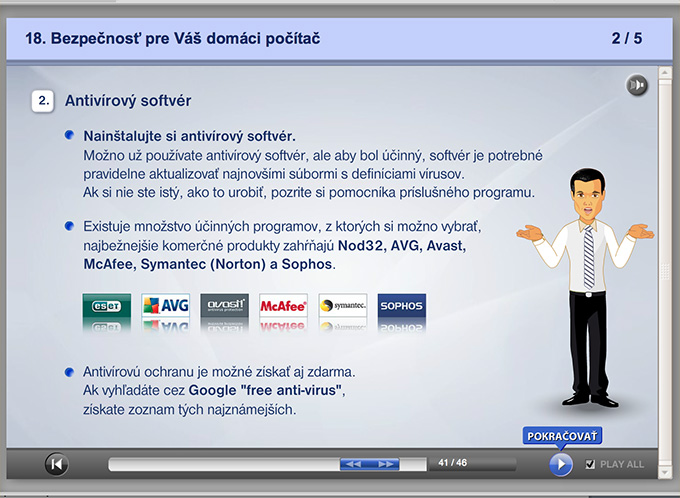 18. Bezpečnosť pre Váš domáci počítač
2 / 5
2.
Antivírový softvér
Nainštalujte si antivírový softvér.
Možno už používate antivírový softvér, ale aby bol účinný, softvér je potrebné
pravidelne aktualizovať najnovšími súbormi s definíciami vírusov.
Ak si nie ste istý, ako to urobiť, pozrite si pomocníka príslušného programu.
Existuje množstvo účinných programov, z ktorých si možno vybrať,
najbežnejšie komerčné produkty zahŕňajú Nod32, AVG, Avast,
McAfee, Symantec (Norton) a Sophos.
eseT
AVG
avast!
antivirus protection
McAfee
symantec.
SOPHOS
Antivírovú ochranu je možné získať aj zdarma.
Ak vyhľadáte cez Google "free anti-virus",
získate zoznam tých najznámejších.
POKRAČOVAŤ
41 / 46
PLAY ALL